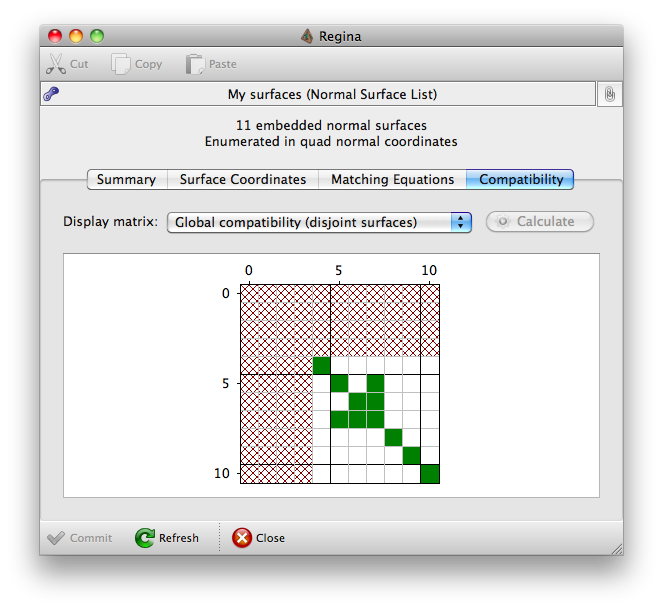 Regina
Cut Copy Paste
My surfaces (Normal Surface List)
11 embedded normal surfaces
Enumerated in quad normal coordinates
Summary Surface Coordinates Matching Equations Compatibility
Display matrix: Global compatibility (disjoint surfaces) Calculate
0 5 10
0
5
10
Commit Refresh Close